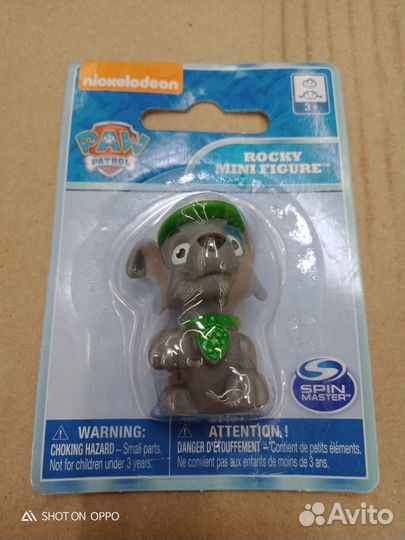 nickelodeon
3+
PAW
PATROL
ROCKY
MINI FIGURE™
SPIN
MASTER™
WARNING:
CHOKING HAZARD – Small parts.
Not for children under 3 years.
ATTENTION !
DANGER D'ÉTOUFFEMENT – Contient de petits éléments.
Ne convient pas aux enfants de moins de 3 ans.
SHOT ON OPPO
Avito